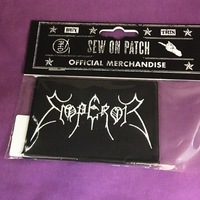 SEW ON PATCH
OFFICIAL MERCHANDISE
EMPEROR